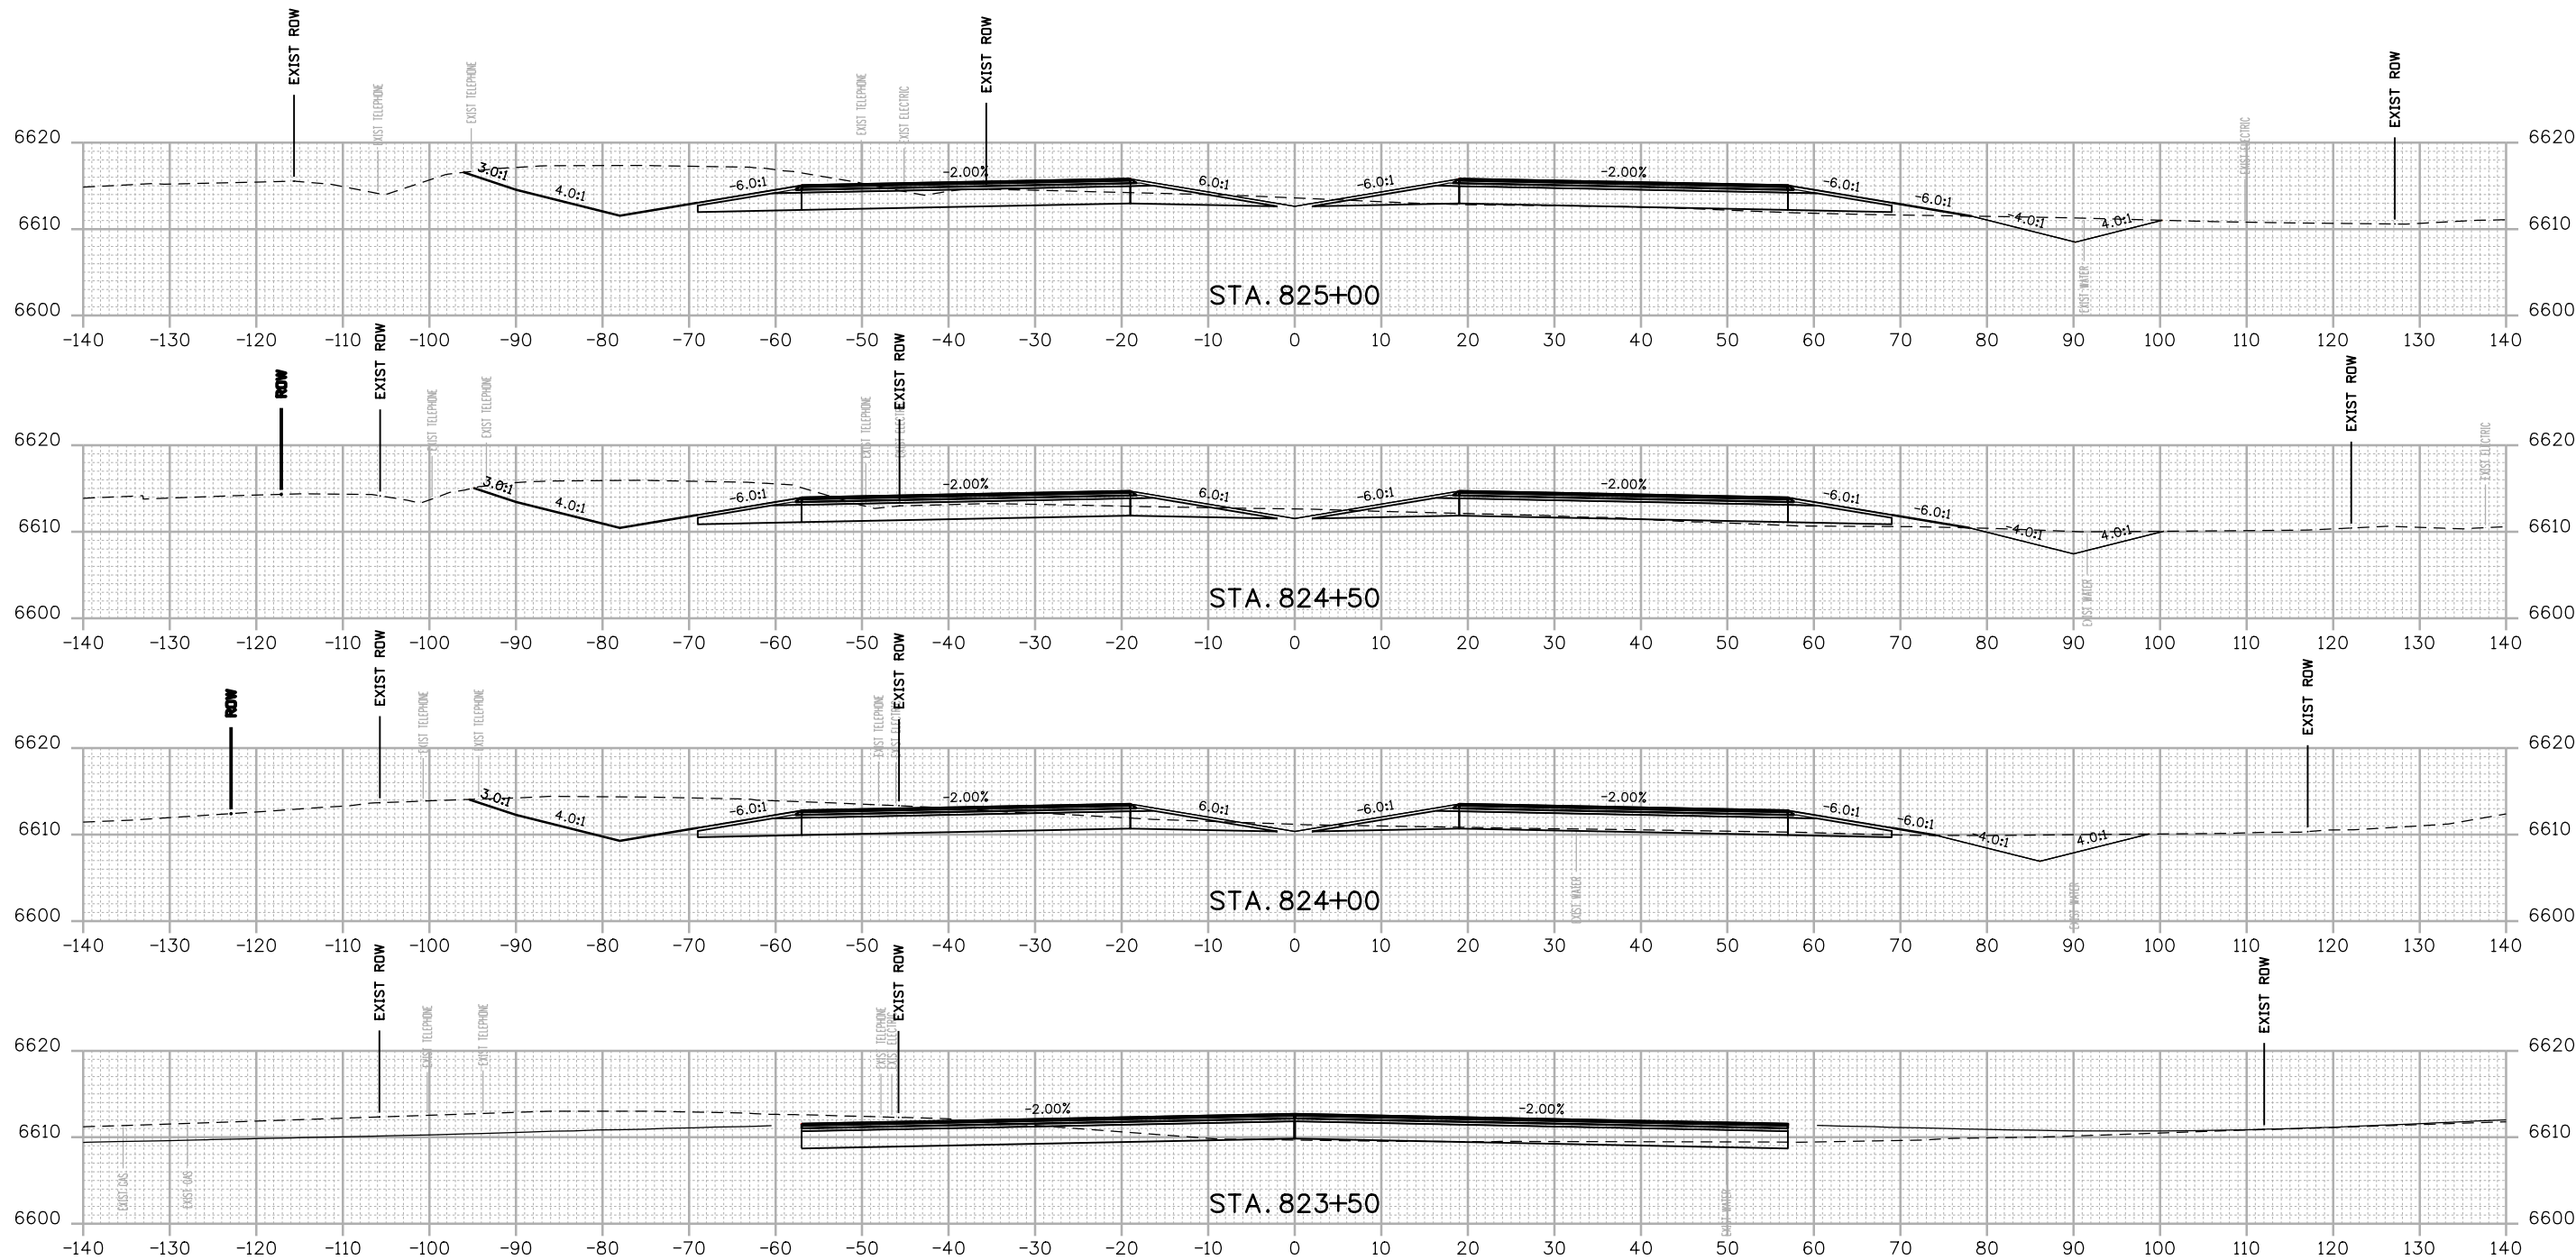 EXIST ROW
EXIST TELEPHONE
EXIST TELEPHONE
EXIST TELEPHONE
EXIST ELECTRIC
EXIST ROW
EXIST ELECTRIC
EXIST ROW
6620 6620
3.0:1 4.0:1 -6.0:1 -2.00% 6.0:1 -6.0:1 -2.00% -6.0:1 -6.0:1 -4.0:1 4.0:1
6610 6610
EXIST WATER
STA. 825+00
6600 6600
-140 -130 -120 -110 -100 -90 -80 -70 -60 -50 -40 -30 -20 -10 0 10 20 30 40 50 60 70 80 90 100 110 120 130 140
ROW
EXIST ROW
EXIST TELEPHONE
EXIST TELEPHONE
EXIST TELEPHONE
EXIST ELECTRIC
EXIST ROW
EXIST ROW
EXIST ELECTRIC
6620 6620
3.0:1 4.0:1 -6.0:1 -2.00% 6.0:1 -6.0:1 -2.00% -6.0:1 -6.0:1 -4.0:1 4.0:1
6610 6610
EXIST WATER
STA. 824+50
6600 6600
-140 -130 -120 -110 -100 -90 -80 -70 -60 -50 -40 -30 -20 -10 0 10 20 30 40 50 60 70 80 90 100 110 120 130 140
ROW
EXIST ROW
EXIST TELEPHONE
EXIST TELEPHONE
EXIST TELEPHONE
EXIST ELECTRIC
EXIST ROW
EXIST ROW
6620 6620
3.0:1 4.0:1 -6.0:1 -2.00% 6.0:1 -6.0:1 -2.00% -6.0:1 -6.0:1 -4.0:1 4.0:1
6610 6610
EXIST WATER
EXIST WATER
STA. 824+00
6600 6600
-140 -130 -120 -110 -100 -90 -80 -70 -60 -50 -40 -30 -20 -10 0 10 20 30 40 50 60 70 80 90 100 110 120 130 140
EXIST ROW
EXIST TELEPHONE
EXIST TELEPHONE
EXIST TELEPHONE
EXIST ELECTRIC
EXIST ROW
EXIST ROW
6620 6620
-2.00% -2.00%
6610 6610
EXIST GAS
EXIST GAS
EXIST WATER
STA. 823+50
6600 6600
-140 -130 -120 -110 -100 -90 -80 -70 -60 -50 -40 -30 -20 -10 0 10 20 30 40 50 60 70 80 90 100 110 120 130 140